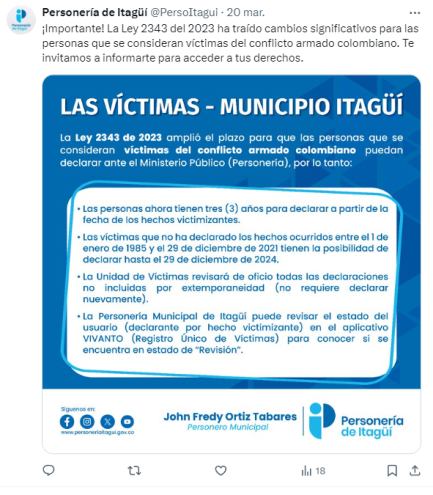 Personería de Itagüí @PersoItagui · 20 mar.
¡Importante! La Ley 2343 del 2023 ha traído cambios significativos para las
personas que se consideran víctimas del conflicto armado colombiano. Te
invitamos a informarte para acceder a tus derechos.
LAS VÍCTIMAS - MUNICIPIO ITAGÜÍ
La Ley 2343 de 2023 amplió el plazo para que las personas que se
consideran víctimas del conflicto armado colombiano puedan
declarar ante el Ministerio Público (Personería), por lo tanto:
• Las personas ahora tienen tres (3) años para declarar a partir de la
fecha de los hechos victimizantes.
• Las víctimas que no ha declarado los hechos ocurridos entre el 1 de
enero de 1985 y el 29 de diciembre de 2021 tienen la posibilidad de
declarar hasta el 29 de diciembre de 2024.
• La Unidad de Víctimas revisará de oficio todas las declaraciones
no incluidas por extemporaneidad (no requiere declarar
nuevamente).
• La Personería Municipal de Itagüí puede revisar el estado del
usuario (declarante por hecho victimizante) en el aplicativo
VIVANTO (Registro Único de Víctimas) para conocer si se
encuentra en estado de "Revisión".
Síguenos en:
www.personeriaitagui.gov.co
John Fredy Ortiz Tabares
Personero Municipal
Personería
de Itagüí
18